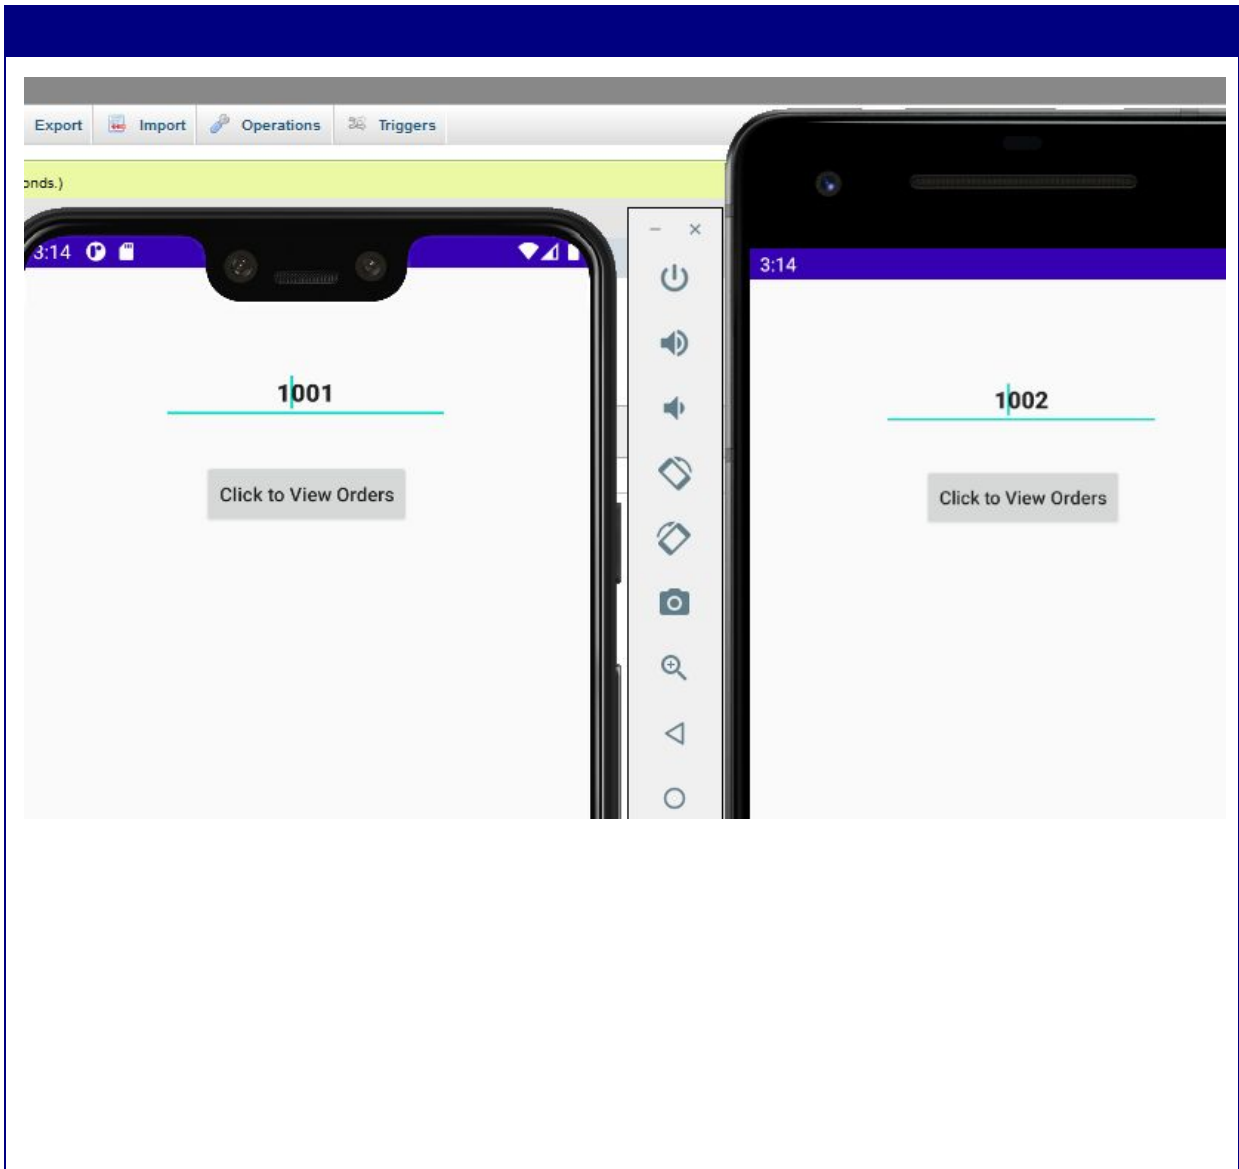 Export Import Operations Triggers
onds.)
3:14
1001
Click to View Orders
3:14
1002
Click to View Orders